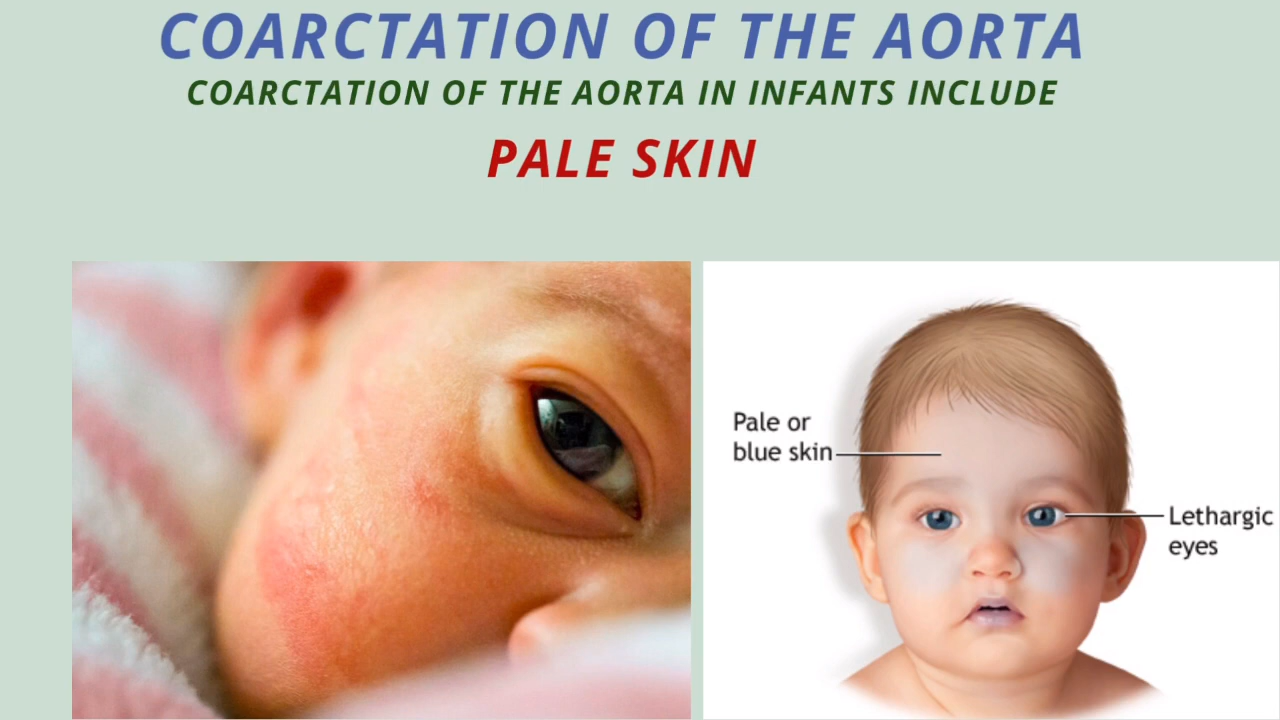 COARCTATION OF THE AORTA
COARCTATION OF THE AORTA IN INFANTS INCLUDE
PALE SKIN
Pale or
blue skin
Lethargic
eyes